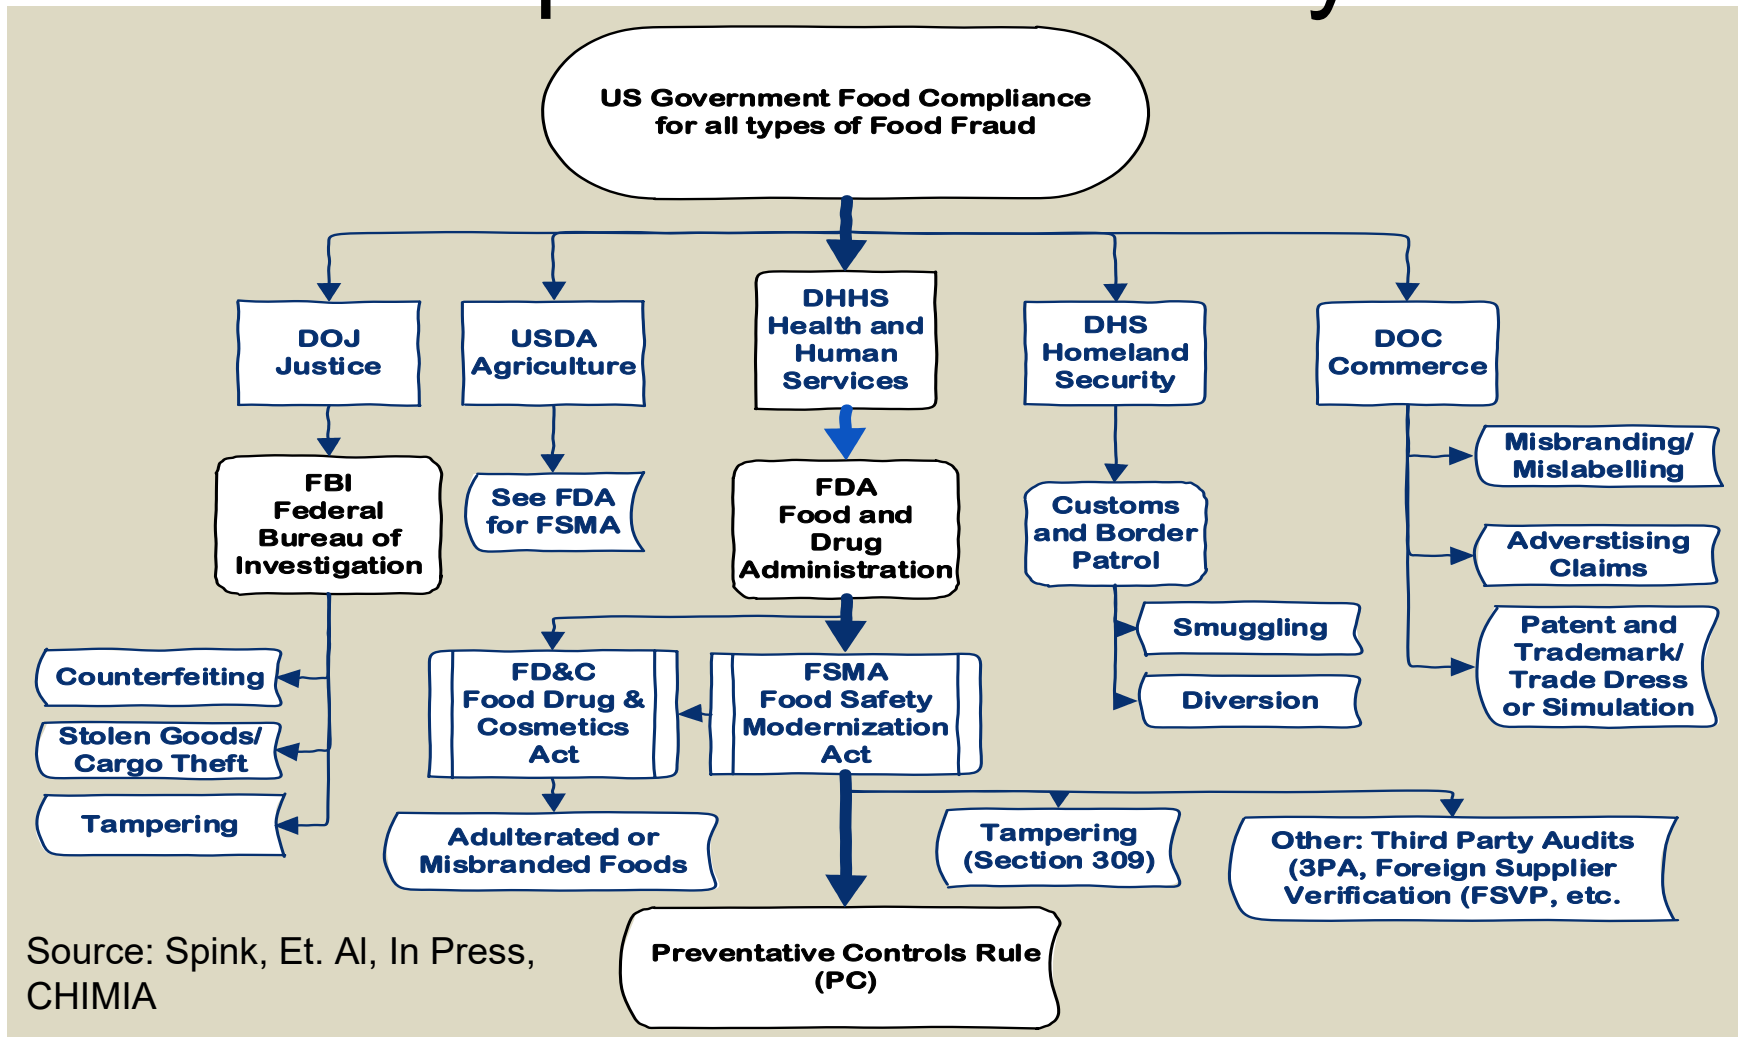 US Government Food Compliance
for all types of Food Fraud
DOJ
Justice
USDA
Agriculture
DHHS
Health and
Human
Services
DHS
Homeland
Security
DOC
Commerce
FBI
Federal
Bureau of
Investigation
See FDA
for FSMA
FDA
Food and
Drug
Administration
Customs
and Border
Patrol
Misbranding/
Mislabelling
Adverstising
Claims
Patent and
Trademark/
Trade Dress
or Simulation
Smuggling
Diversion
Counterfeiting
Stolen Goods/
Cargo Theft
Tampering
FD&C
Food Drug &
Cosmetics
Act
FSMA
Food Safety
Modernization
Act
Adulterated or
Misbranded Foods
Tampering
(Section 309)
Other: Third Party Audits
(3PA, Foreign Supplier
Verification (FSVP, etc.
Preventative Controls Rule
(PC)
Source: Spink, Et. Al, In Press,
CHIMIA